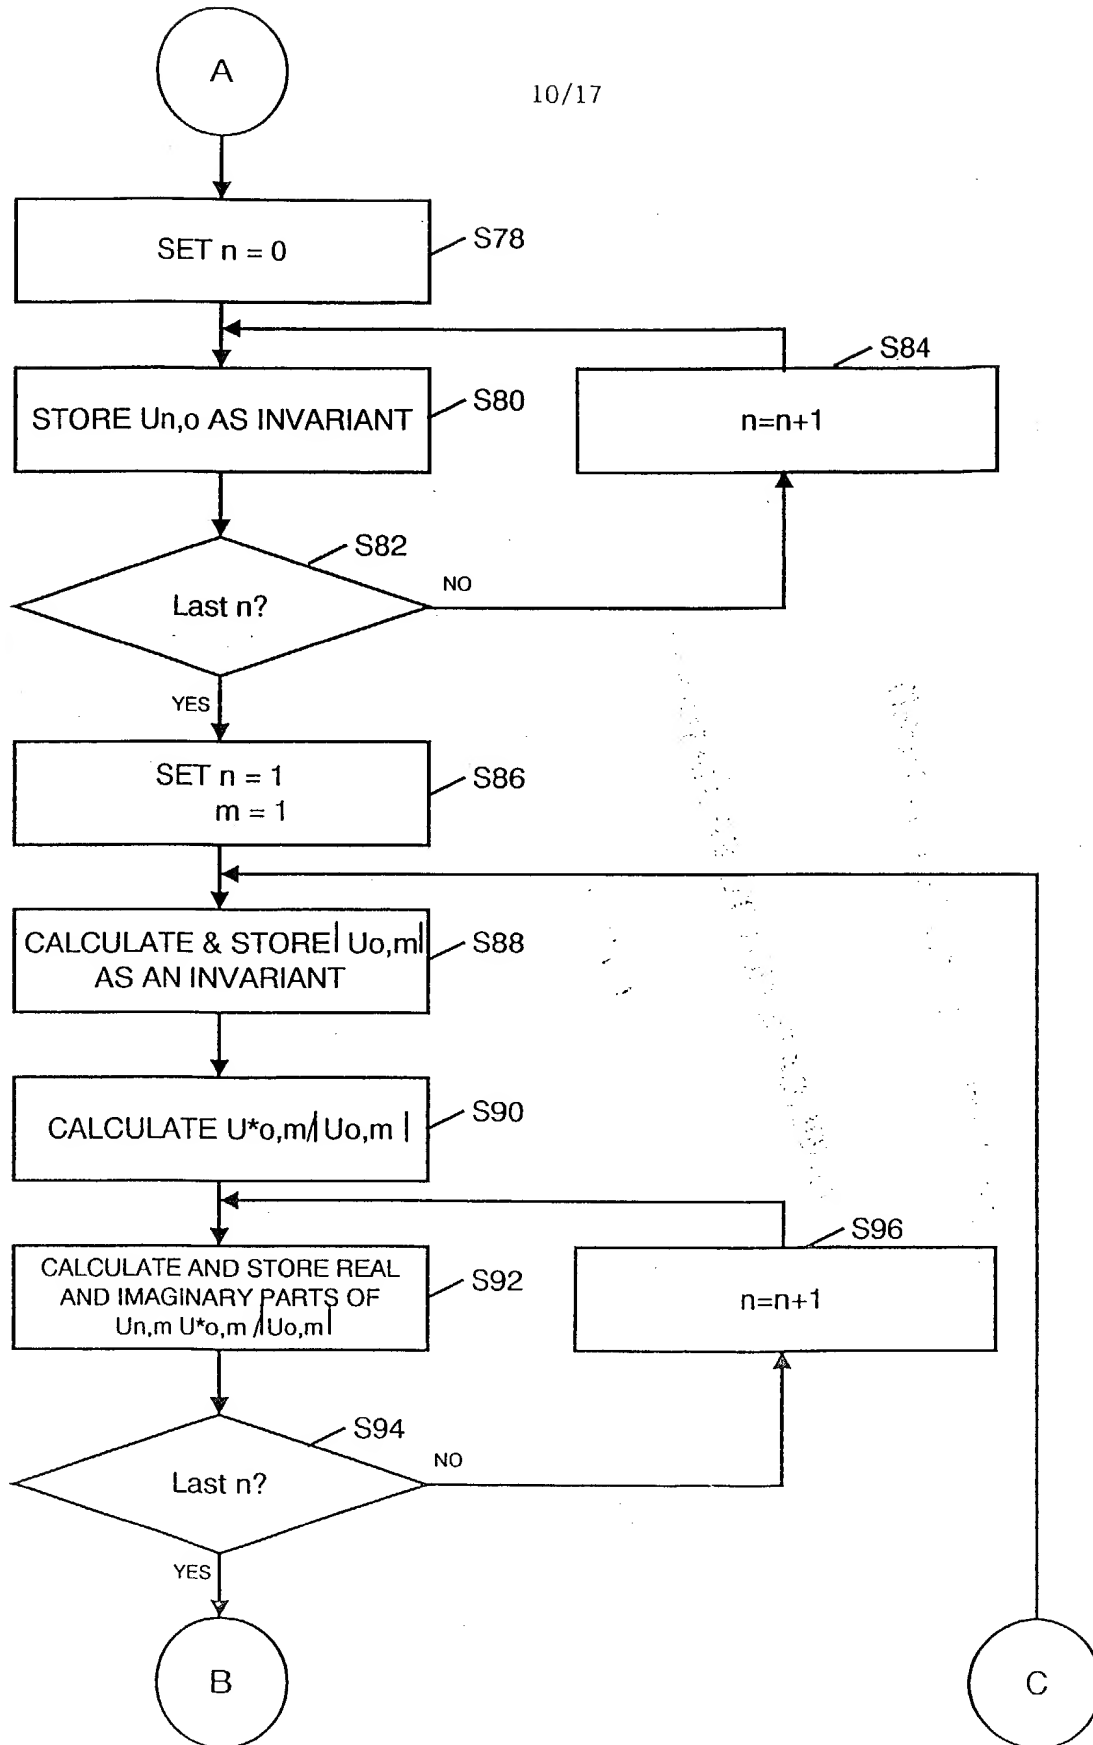 A
10/17
SET n = 0
S78
S84
STORE Un,o AS INVARIANT
S80
n=n+1
S82
Last n?
NO
YES
SET n = 1
m = 1
S86
CALCULATE & STORE| Uo,m|
AS AN INVARIANT
S88
CALCULATE U*o,m/|Uo,m |
S90
S96
CALCULATE AND STORE REAL
AND IMAGINARY PARTS OF
Un,m U*o,m /|Uo,m|
S92
n=n+1
S94
Last n?
NO
YES
B
C